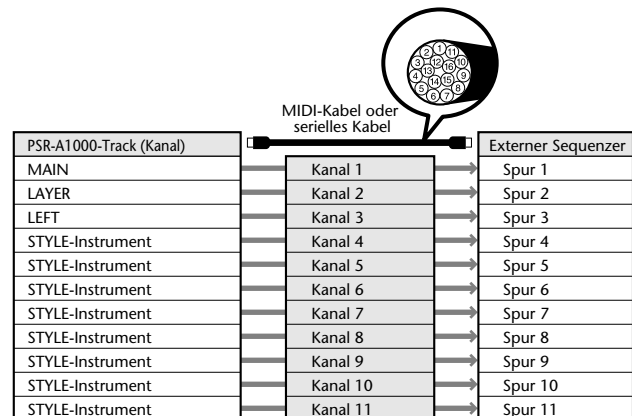 ② ① ⑪
③ ⑫ ⑯ ⑩
④ ⑬ ⑨
⑤ ⑭ ⑮ ⑧
⑥ ⑦
MIDI-Kabel oder
serielles Kabel
PSR-A1000-Track (Kanal) Externer Sequenzer
MAIN Kanal 1 Spur 1
LAYER Kanal 2 Spur 2
LEFT Kanal 3 Spur 3
STYLE-Instrument Kanal 4 Spur 4
STYLE-Instrument Kanal 5 Spur 5
STYLE-Instrument Kanal 6 Spur 6
STYLE-Instrument Kanal 7 Spur 7
STYLE-Instrument Kanal 8 Spur 8
STYLE-Instrument Kanal 9 Spur 9
STYLE-Instrument Kanal 10 Spur 10
STYLE-Instrument Kanal 11 Spur 11